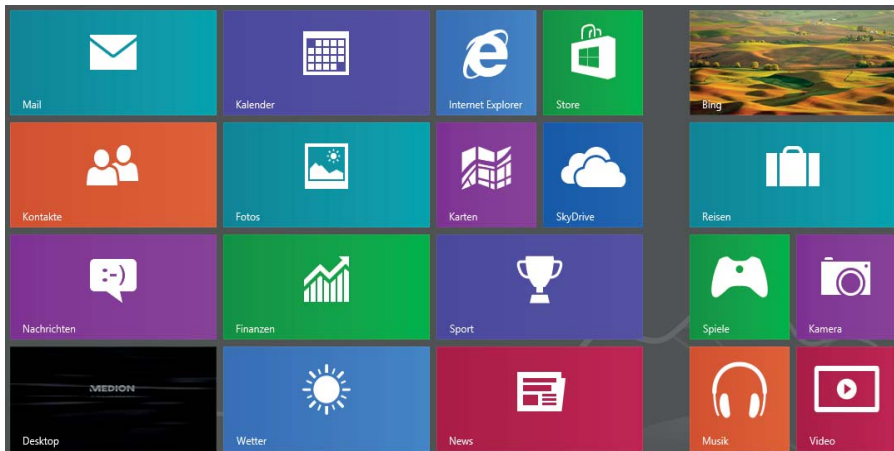 Mail
Kalender
Internet Explorer
Store
Bing
Kontakte
Fotos
Karten
SkyDrive
Reisen
:-)
Nachrichten
Finanzen
Sport
Spiele
Kamera
MEDION
Desktop
Wetter
News
Musik
Video